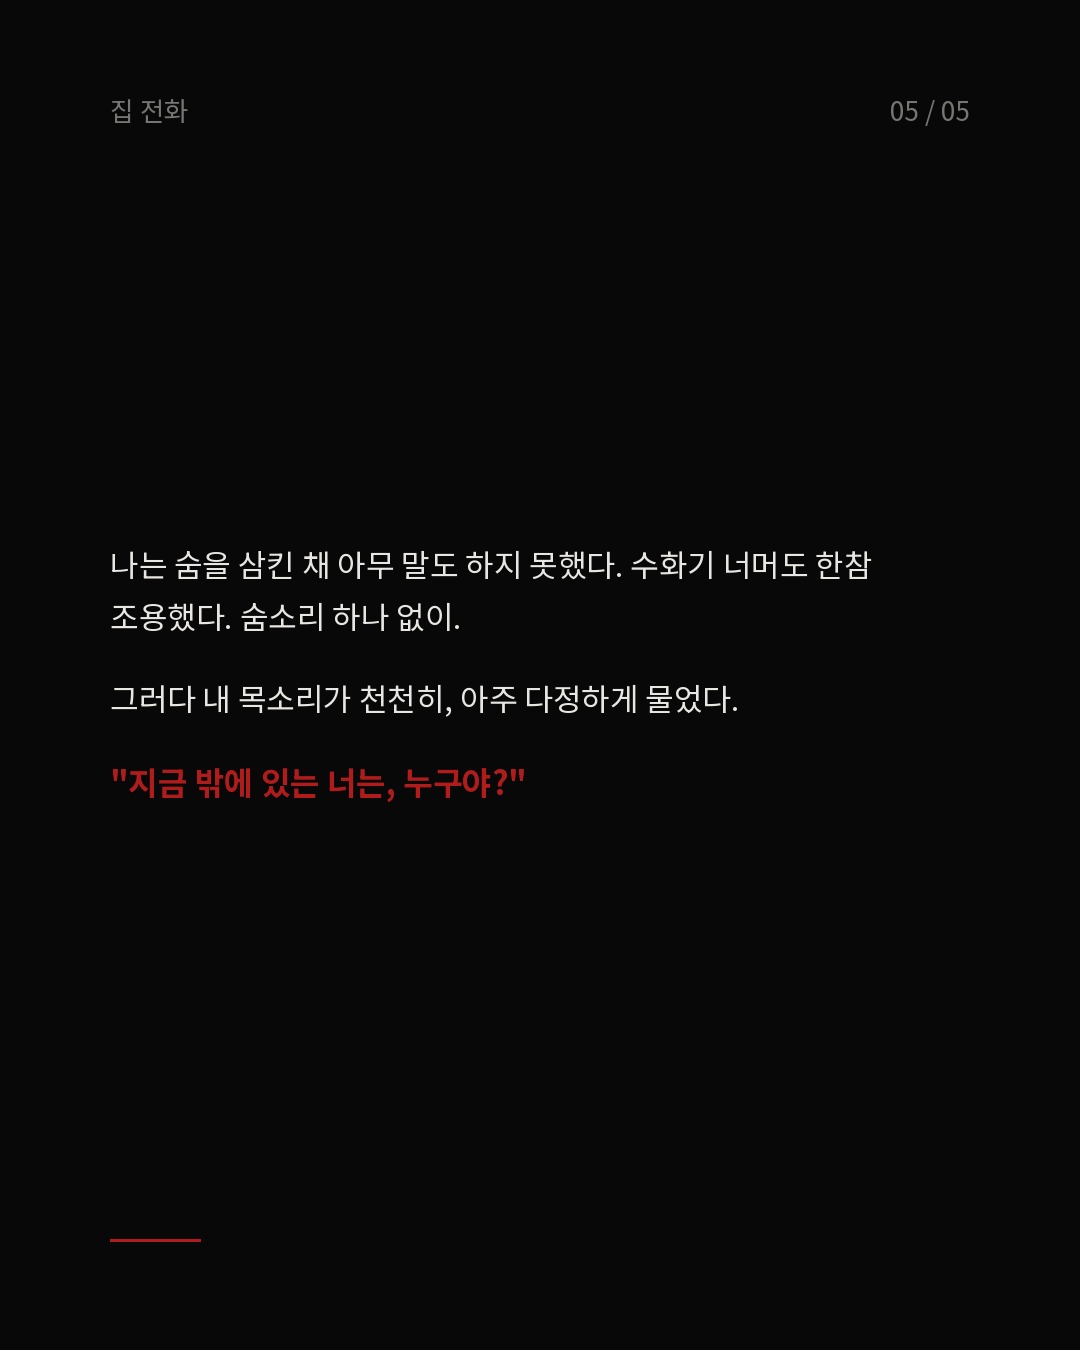 집 전화
05 / 05
나는 숨을 삼킨 채 아무 말도 하지 못했다. 수화기 너머도 한참
조용했다. 숨소리 하나 없이.
그러다 내 목소리가 천천히, 아주 다정하게 물었다.
"지금 밖에 있는 너는, 누구야?"